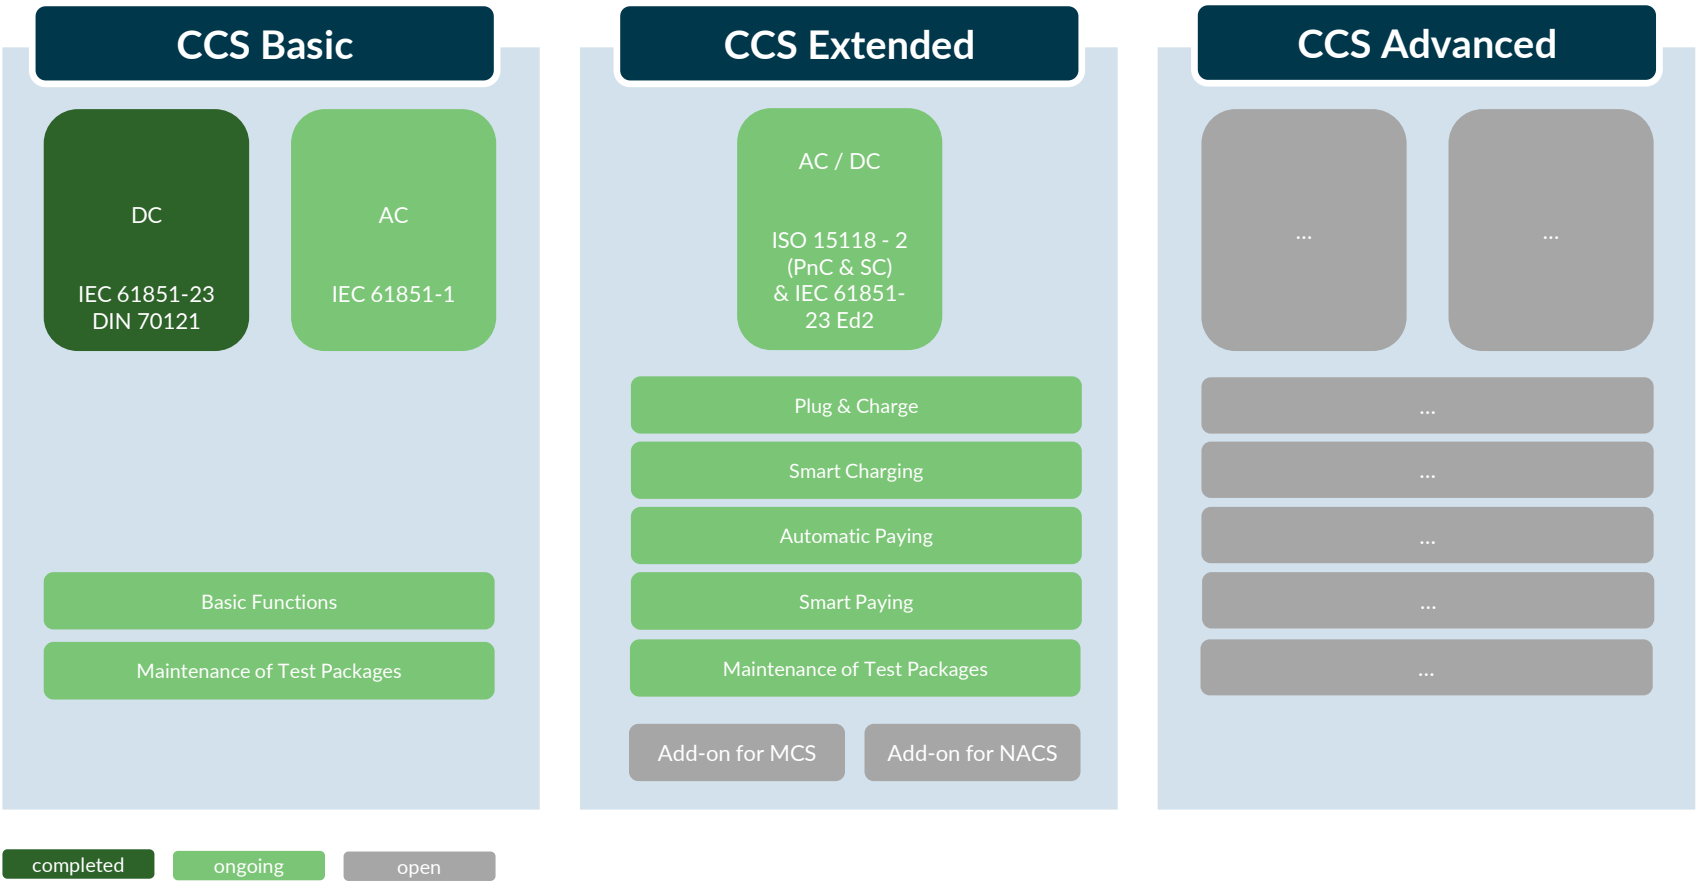 CCS Basic
DC
IEC 61851-23
DIN 70121
AC
IEC 61851-1
Basic Functions
Maintenance of Test Packages
CCS Extended
AC / DC
ISO 15118 - 2
(PnC & SC)
& IEC 61851-
23 Ed2
Plug & Charge
Smart Charging
Automatic Paying
Smart Paying
Maintenance of Test Packages
Add-on for MCS
Add-on for NACS
CCS Advanced
...
...
...
...
...
...
...
completed
ongoing
open